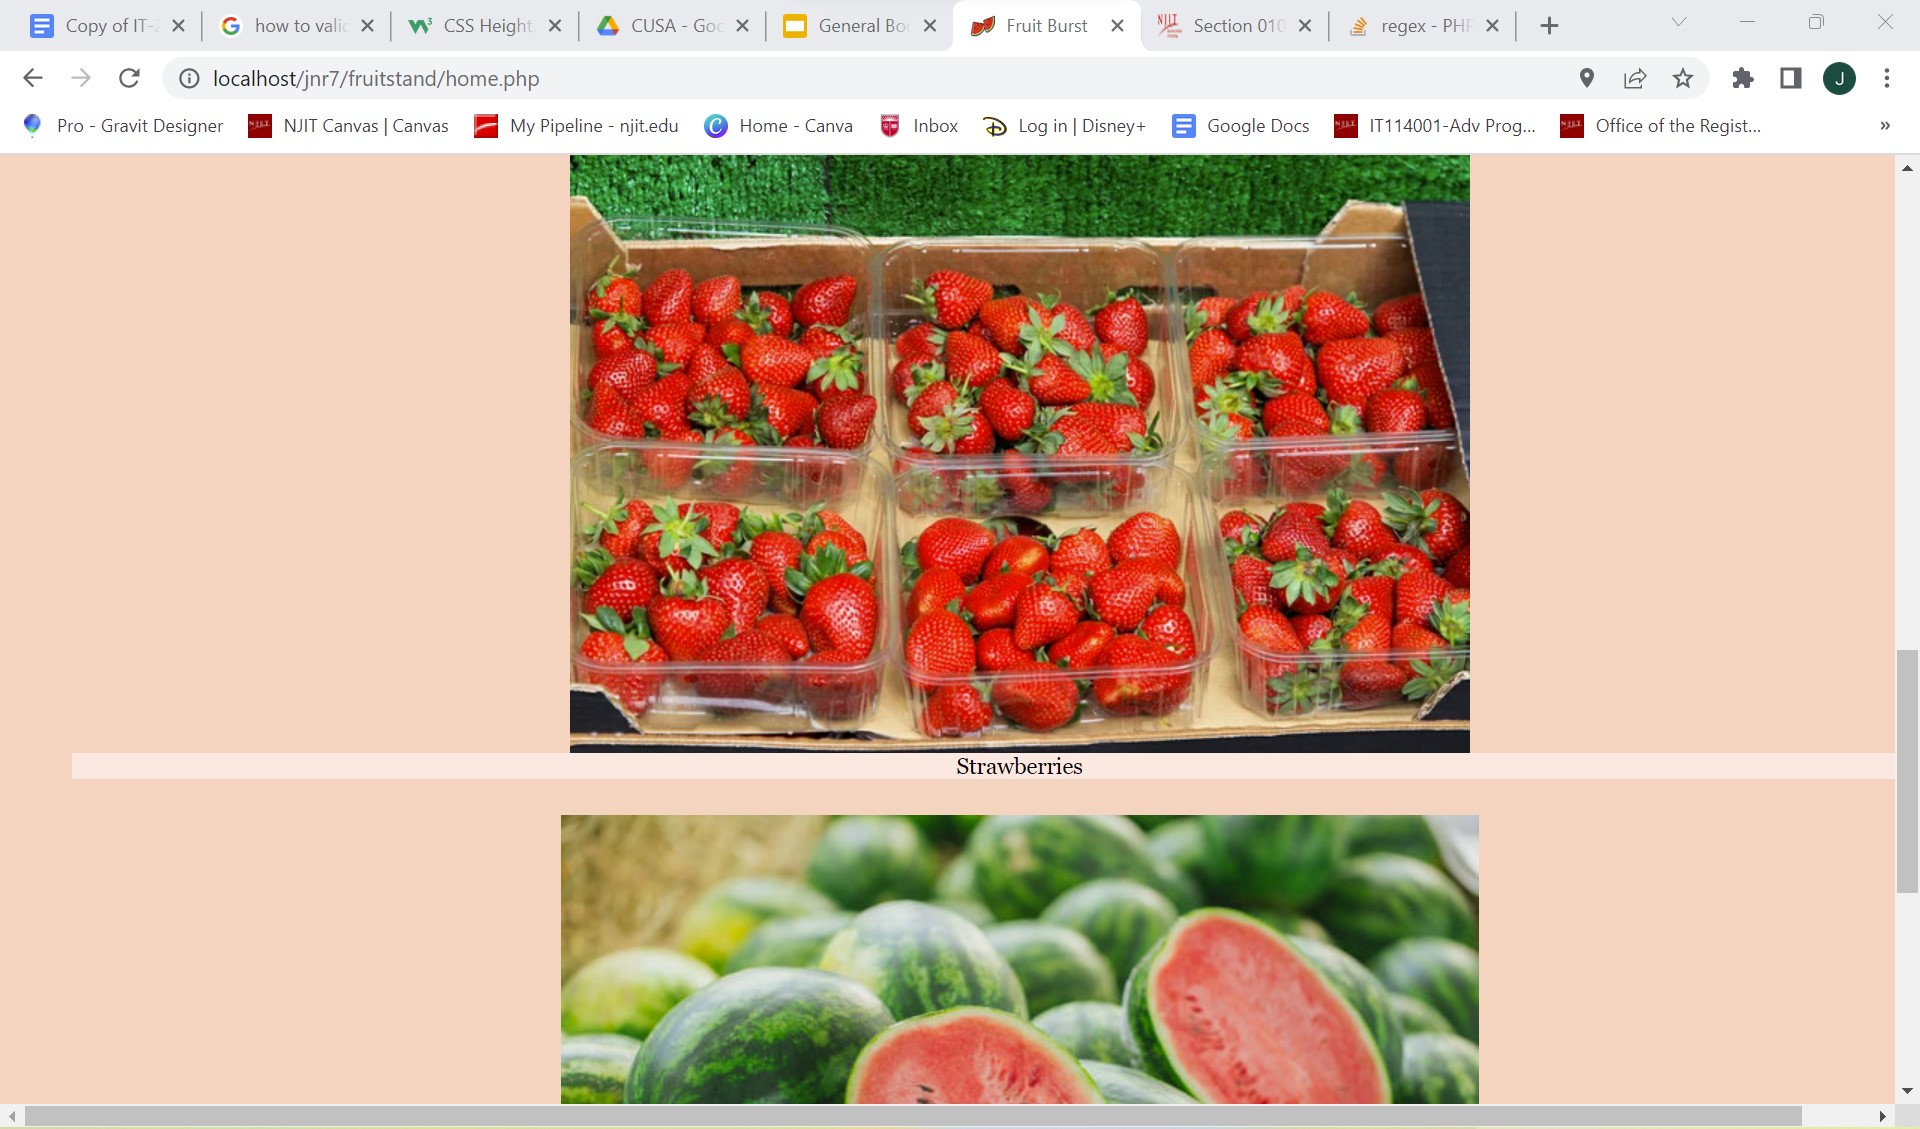 Copy of IT-
how to vali
CSS Height
CUSA - Goo
General Bo
Fruit Burst
Section 010
regex - PHP
localhost/jnr7/fruitstand/home.php
J
Pro - Gravit Designer
NJIT Canvas | Canvas
My Pipeline - njit.edu
Home - Canva
Inbox
Log in | Disney+
Google Docs
IT114001-Adv Prog...
Office of the Regist...
Strawberries